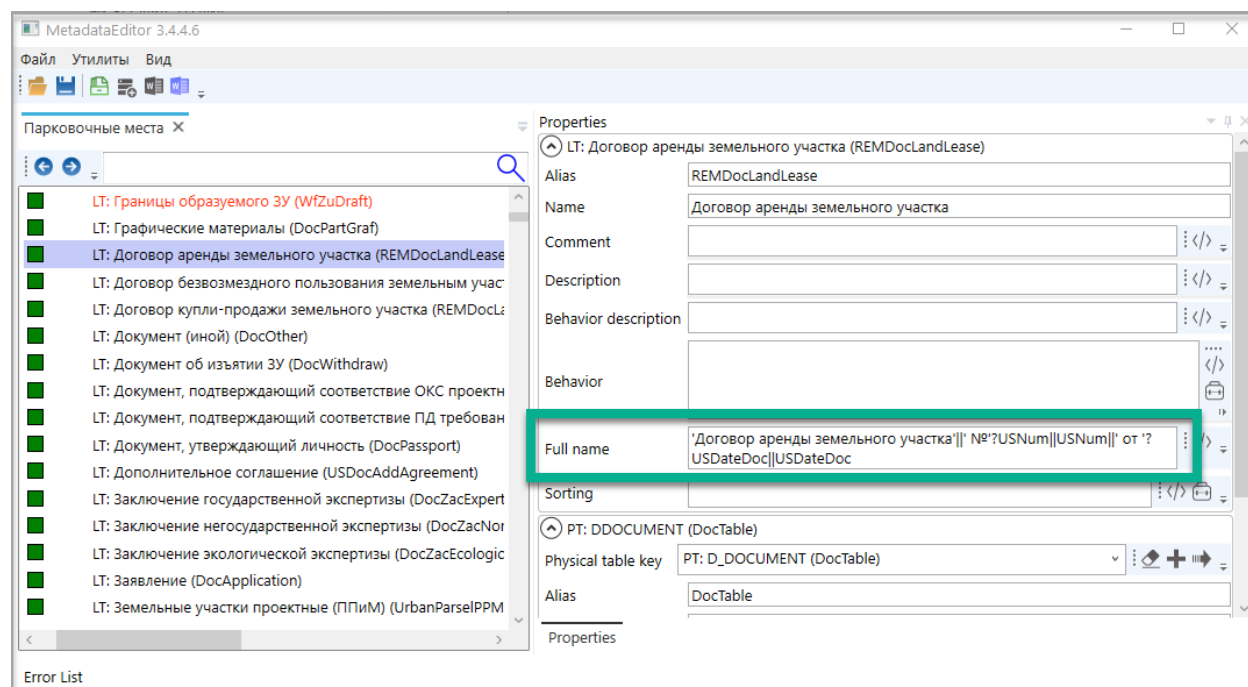 MetadataEditor 3.4.4.6
Файл Утилиты Вид
Парковочные места
LT: Границы образуемого ЗУ (WfZuDraft)
LT: Графические материалы (DocPartGraf)
LT: Договор аренды земельного участка (REMDocLandLease
LT: Договор безвозмездного пользования земельным учас
LT: Договор купли-продажи земельного участка (REMDocLa
LT: Документ (иной) (DocOther)
LT: Документ об изъятии ЗУ (DocWithdraw)
LT: Документ, подтверждающий соответствие ОКС проектн
LT: Документ, подтверждающий соответствие ПД требован
LT: Документ, утверждающий личность (DocPassport)
LT: Дополнительное соглашение (USDocAddAgreement)
LT: Заключение государственной экспертизы (DocZacExpert
LT: Заключение негосударственной экспертизы (DocZacNor
LT: Заключение экологической экспертизы (DocZacEcologic
LT: Заявление (DocApplication)
LT: Земельные участки проектные (ППиМ) (UrbanParselPPM
Error List
Properties
LT: Договор аренды земельного участка (REMDocLandLease)
Alias REMDocLandLease
Name Договор аренды земельного участка
Comment
Description
Behavior description
Behavior
Full name 'Договор аренды земельного участка'||' №'?USNum||USNum||' от '?
USDateDoc||USDateDoc
Sorting
PT: DDOCUMENT (DocTable)
Physical table key PT: D_DOCUMENT (DocTable)
Alias DocTable
Properties